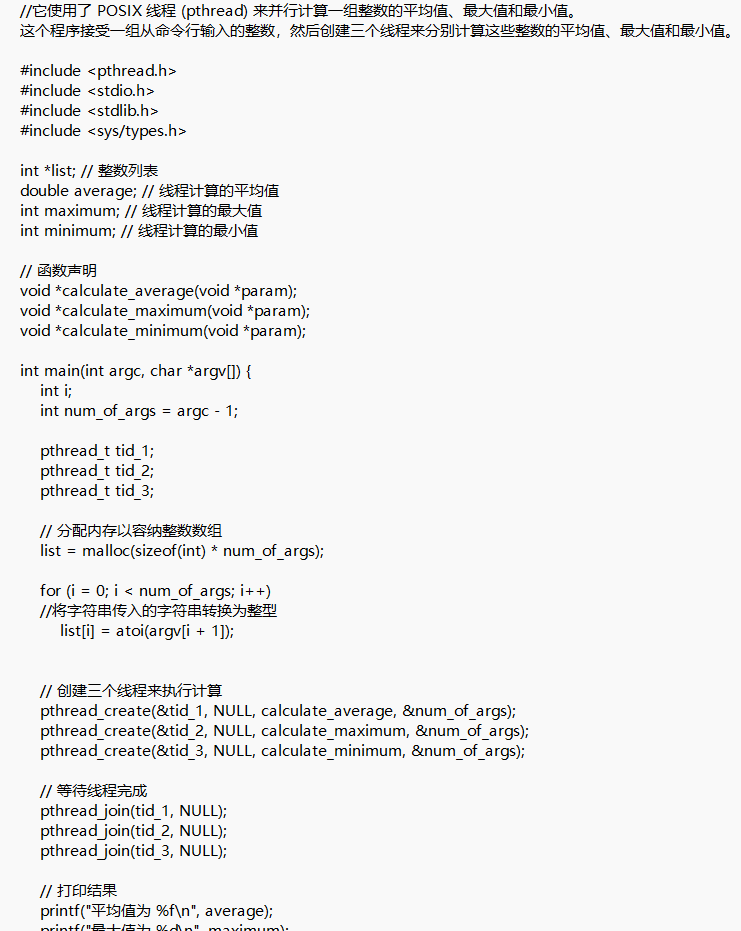 //它使用了 POSIX 线程 (pthread) 来并行计算一组整数的平均值、最大值和最小值。
这个程序接受一组从命令行输入的整数，然后创建三个线程来分别计算这些整数的平均值、最大值和最小值。
#include <pthread.h>
#include <stdio.h>
#include <stdlib.h>
#include <sys/types.h>
int *list; // 整数列表
double average; // 线程计算的平均值
int maximum; // 线程计算的最大值
int minimum; // 线程计算的最小值
// 函数声明
void *calculate_average(void *param);
void *calculate_maximum(void *param);
void *calculate_minimum(void *param);
int main(int argc, char *argv[]) {
int i;
int num_of_args = argc - 1;
pthread_t tid_1;
pthread_t tid_2;
pthread_t tid_3;
// 分配内存以容纳整数数组
list = malloc(sizeof(int) * num_of_args);
for (i = 0; i < num_of_args; i++)
//将字符串传入的字符串转换为整型
list[i] = atoi(argv[i + 1]);
// 创建三个线程来执行计算
pthread_create(&tid_1, NULL, calculate_average, &num_of_args);
pthread_create(&tid_2, NULL, calculate_maximum, &num_of_args);
pthread_create(&tid_3, NULL, calculate_minimum, &num_of_args);
// 等待线程完成
pthread_join(tid_1, NULL);
pthread_join(tid_2, NULL);
pthread_join(tid_3, NULL);
// 打印结果
printf("平均值为 %f\n", average);
printf("最大值为 %d\n", maximum);